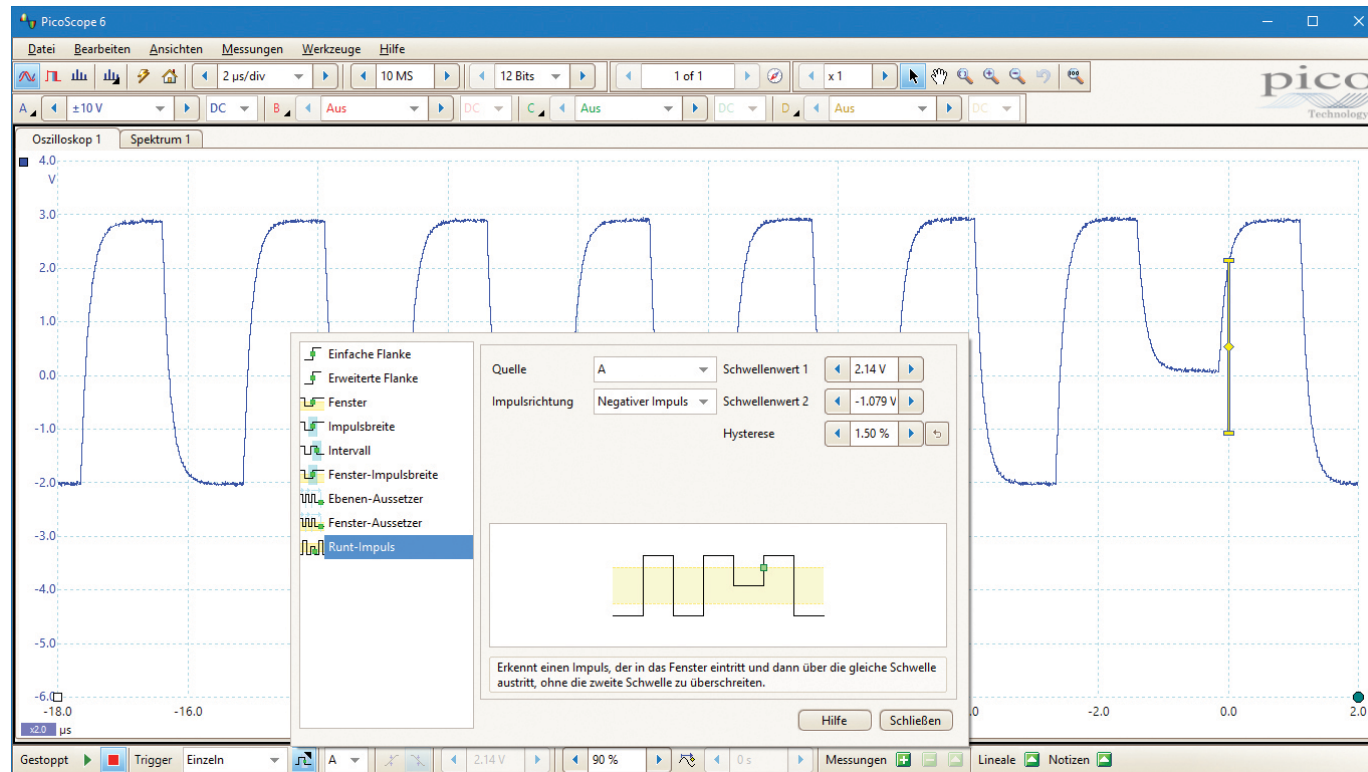 PicoScope 6
Datei Bearbeiten Ansichten Messungen Werkzeuge Hilfe
2 µs/div 10 MS 12 Bits 1 of 1 x 1
pico
Technology
A ±10 V DC B Aus DC C Aus DC D Aus DC
Oszilloskop 1 Spektrum 1
4.0
V
3.0
2.0
1.0
0.0
-1.0
-2.0
-3.0
-4.0
-5.0
-6.0
Einfache Flanke
Erweiterte Flanke
Fenster
Impulsbreite
Intervall
Fenster-Impulsbreite
Ebenen-Aussetzer
Fenster-Aussetzer
Runt-Impuls
Quelle A Schwellenwert 1 2.14 V
Impulsrichtung Negativer Impuls Schwellenwert 2 -1.079 V
Hysterese 1.50 %
Erkennt einen Impuls, der in das Fenster eintritt und dann über die gleiche Schwelle
austritt, ohne die zweite Schwelle zu überschreiten.
Hilfe Schließen
-18.0 -16.0 .0 -2.0 0.0 2.0
x2.0 µs
Gestoppt Trigger Einzeln A 2.14 V 90 % 0 s Messungen Lineale Notizen